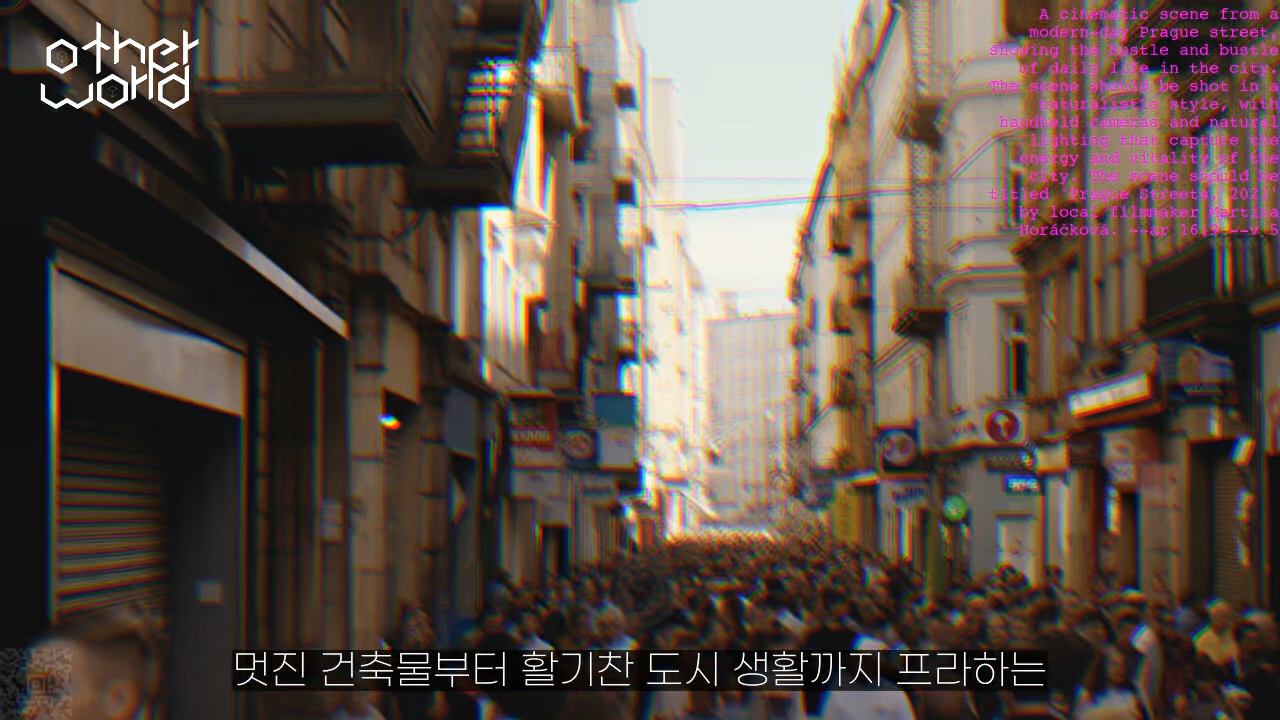 other
world
A cinematic scene from a
modern-day Prague street,
showing the hustle and bustle
of daily life in the city.
The scene should be shot in a
naturalistic style, with
handheld cameras and natural
lighting that capture the
energy and vitality of the
city. The scene should be
titled 'Prague Streets, 2021'
by local filmmaker Martina
Horáčková. --ar 16:9 --v 5
멋진 건축물부터 활기찬 도시 생활까지 프라하는